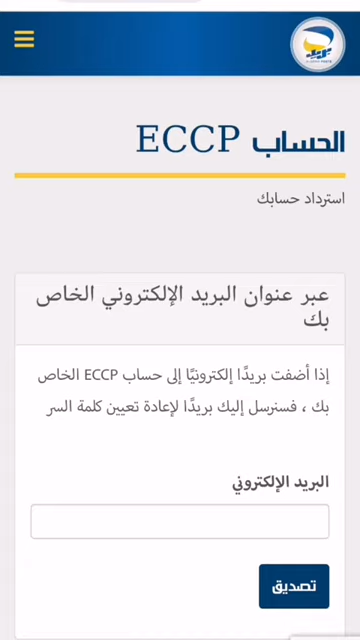 الحساب ECCP
استرداد حسابك
عبر عنوان البريد الإلكتروني الخاص
بك
إذا أضفت بريدًا إلكترونيًا إلى حساب ECCP الخاص
بك ، فسنرسل إليك بريدًا لإعادة تعيين كلمة السر
البريد الإلكتروني
تصديق